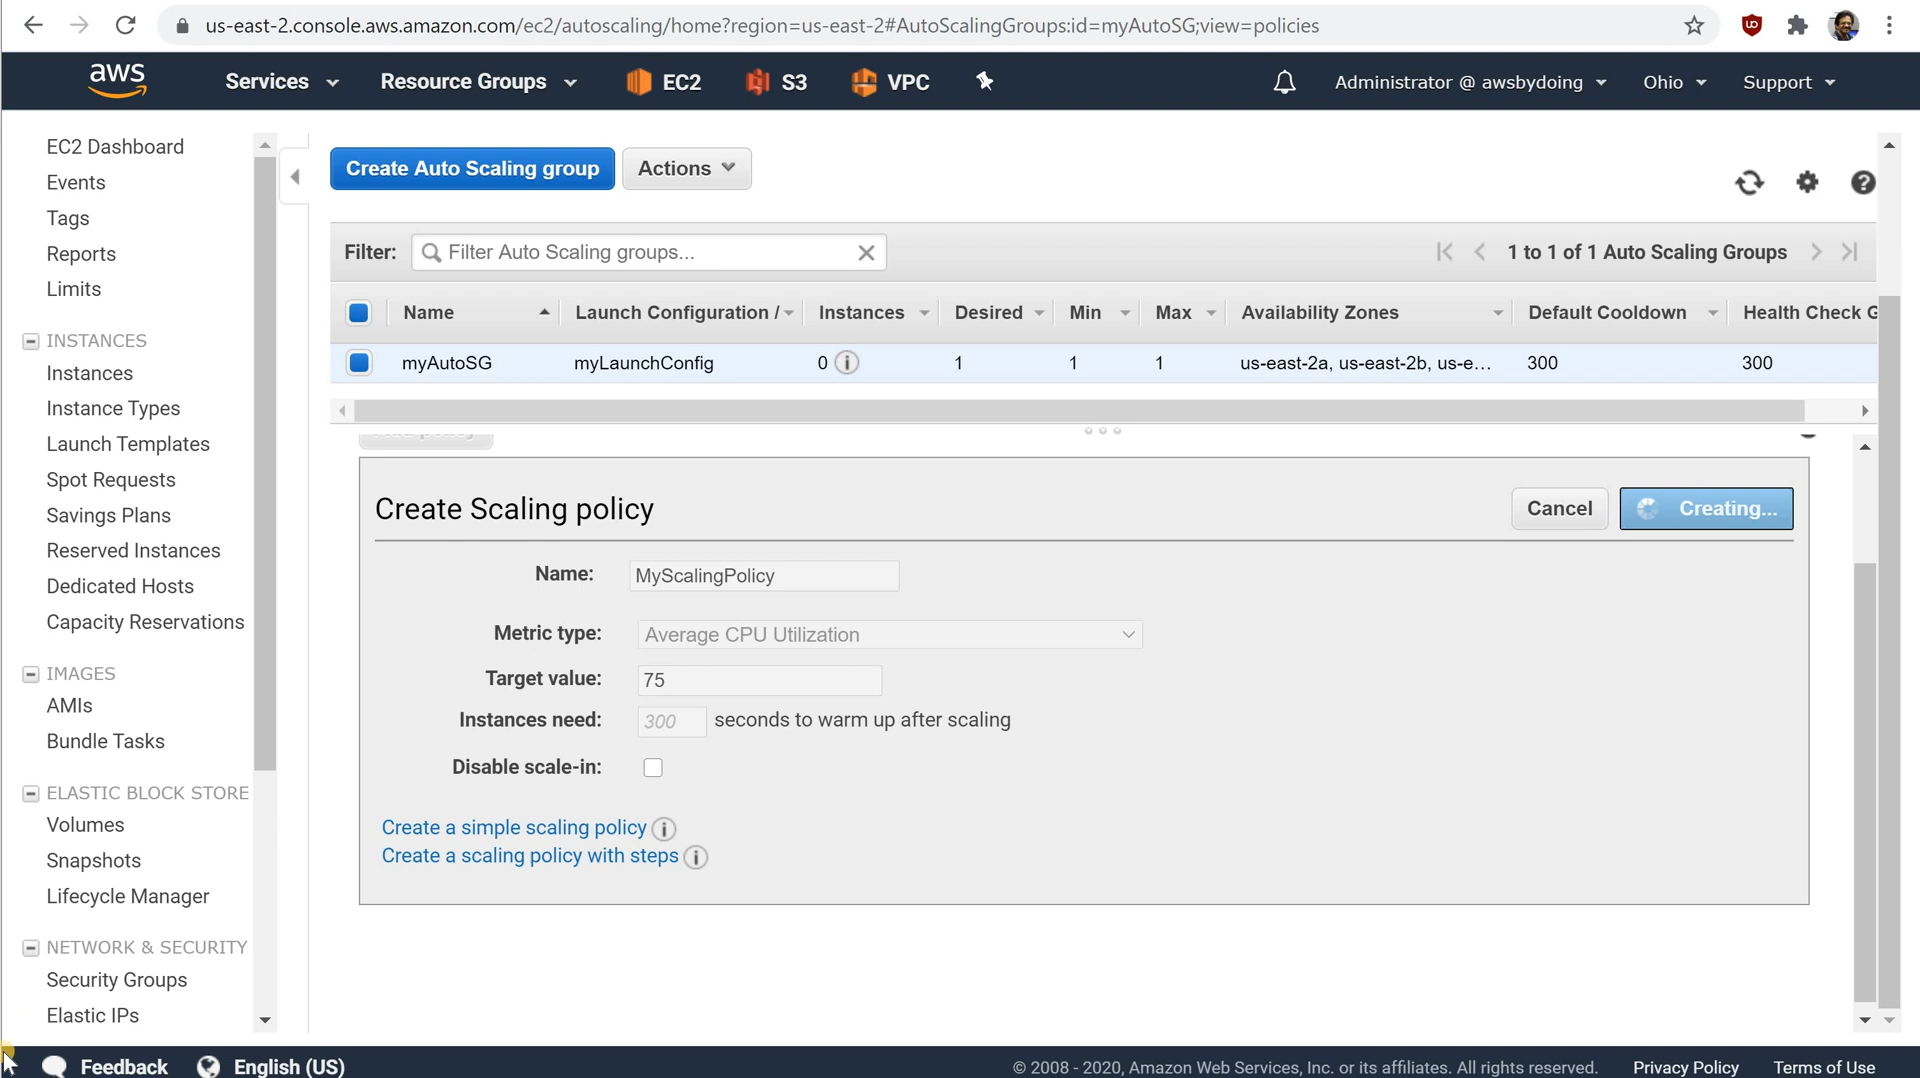 us-east-2.console.aws.amazon.com/ec2/autoscaling/home?region=us-east-2#AutoScalingGroups:id=myAutoSG;view=policies
aws Services Resource Groups EC2 S3 VPC Administrator @ awsbydoing Ohio Support
EC2 Dashboard
Events
Tags
Reports
Limits
INSTANCES
Instances
Instance Types
Launch Templates
Spot Requests
Savings Plans
Reserved Instances
Dedicated Hosts
Capacity Reservations
IMAGES
AMIs
Bundle Tasks
ELASTIC BLOCK STORE
Volumes
Snapshots
Lifecycle Manager
NETWORK & SECURITY
Security Groups
Elastic IPs
Create Auto Scaling group Actions
Filter: Filter Auto Scaling groups... 1 to 1 of 1 Auto Scaling Groups
Name Launch Configuration / Instances Desired Min Max Availability Zones Default Cooldown Health Check G
myAutoSG myLaunchConfig 0 1 1 1 us-east-2a, us-east-2b, us-e... 300 300
Create Scaling policy Cancel Creating...
Name: MyScalingPolicy
Metric type: Average CPU Utilization
Target value: 75
Instances need: 300 seconds to warm up after scaling
Disable scale-in:
Create a simple scaling policy
Create a scaling policy with steps
Feedback English (US) © 2008 - 2020, Amazon Web Services, Inc. or its affiliates. All rights reserved. Privacy Policy Terms of Use